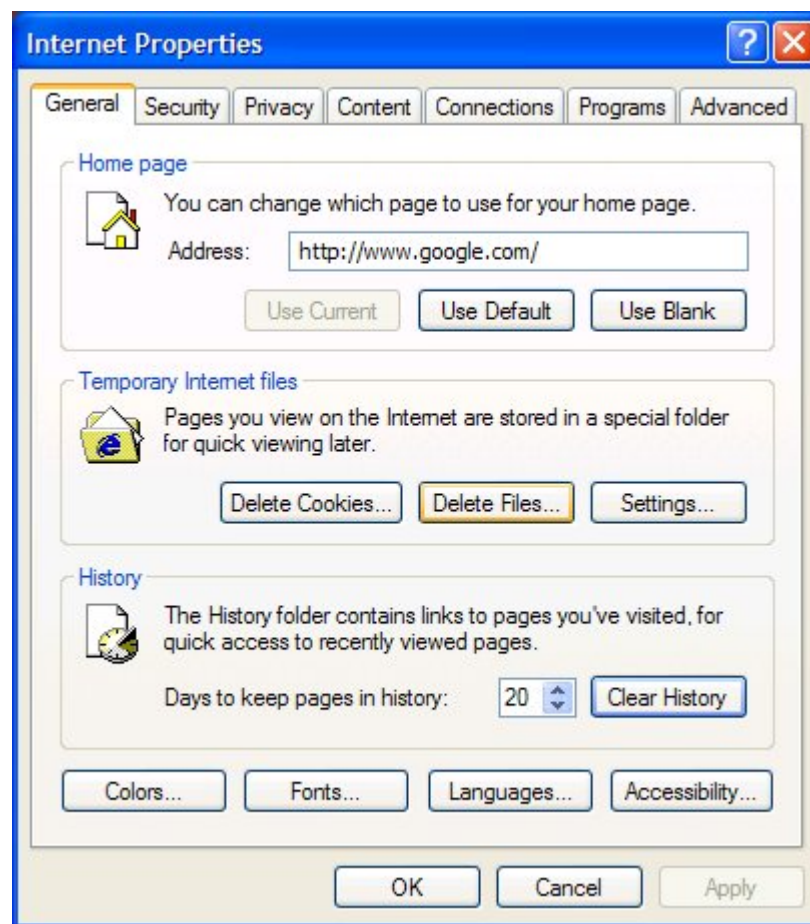 Internet Properties
General Security Privacy Content Connections Programs Advanced
Home page
You can change which page to use for your home page.
Address: http://www.google.com/
Use Current Use Default Use Blank
Temporary Internet files
Pages you view on the Internet are stored in a special folder
for quick viewing later.
Delete Cookies... Delete Files... Settings...
History
The History folder contains links to pages you've visited, for
quick access to recently viewed pages.
Days to keep pages in history: 20 Clear History
Colors... Fonts... Languages... Accessibility...
OK Cancel Apply